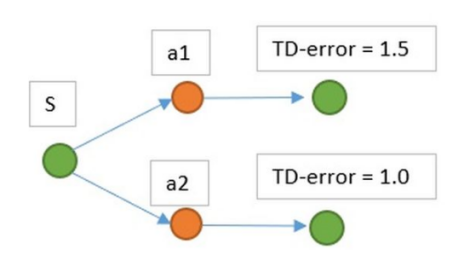 a1
TD-error = 1.5
S
a2
TD-error = 1.0